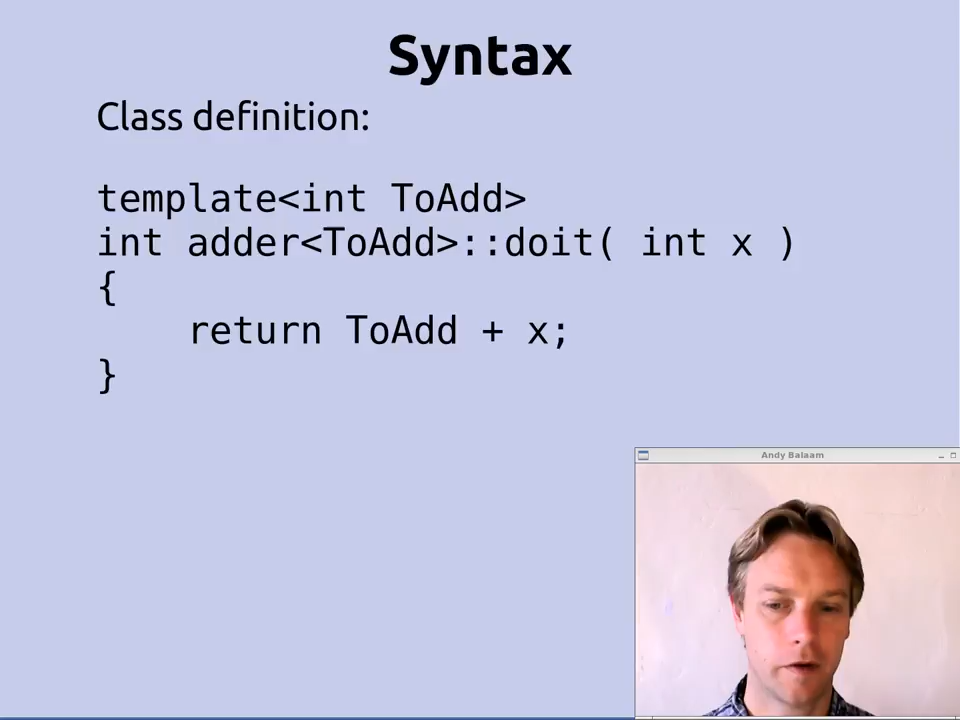 Syntax
Class definition:
template<int ToAdd>
int adder<ToAdd>::doit( int x )
{
    return ToAdd + x;
}
Andy Balaam